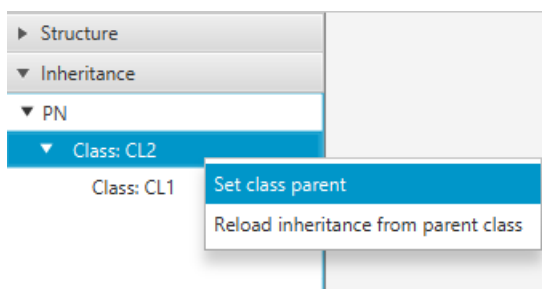 Structure
Inheritance
PN
Class: CL2
Class: CL1
Set class parent
Reload inheritance from parent class